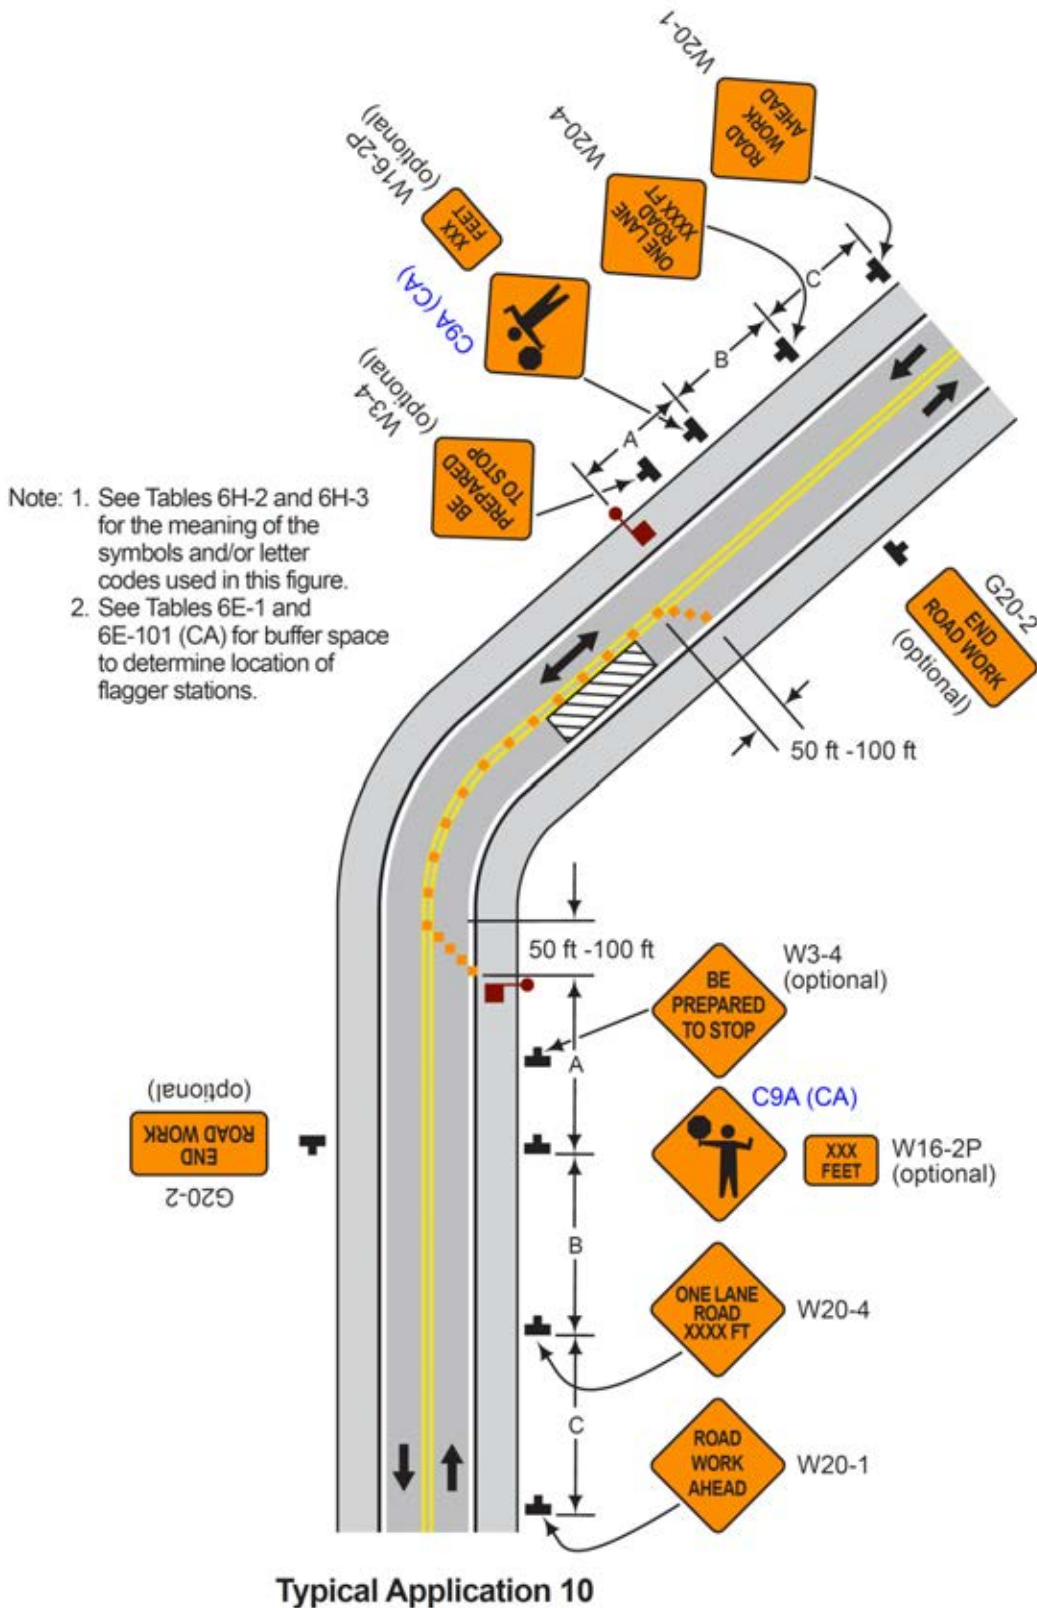 W20-1
ROAD
WORK
AHEAD
W20-4
ONE LANE
ROAD
XXXX FT
W16-2P
(optional)
XXX
FEET
C9A (CA)
W3-4
(optional)
BE
PREPARED
TO STOP
C
B
A
Note: 1. See Tables 6H-2 and 6H-3
for the meaning of the
symbols and/or letter
codes used in this figure.
2. See Tables 6E-1 and
6E-101 (CA) for buffer space
to determine location of
flagger stations.
G20-2
END
ROAD WORK
(optional)
50 ft -100 ft
50 ft -100 ft
W3-4
(optional)
BE
PREPARED
TO STOP
A
C9A (CA)
XXX
FEET
W16-2P
(optional)
G20-2
END
ROAD WORK
(optional)
B
ONE LANE
ROAD
XXXX FT
W20-4
C
ROAD
WORK
AHEAD
W20-1
Typical Application 10